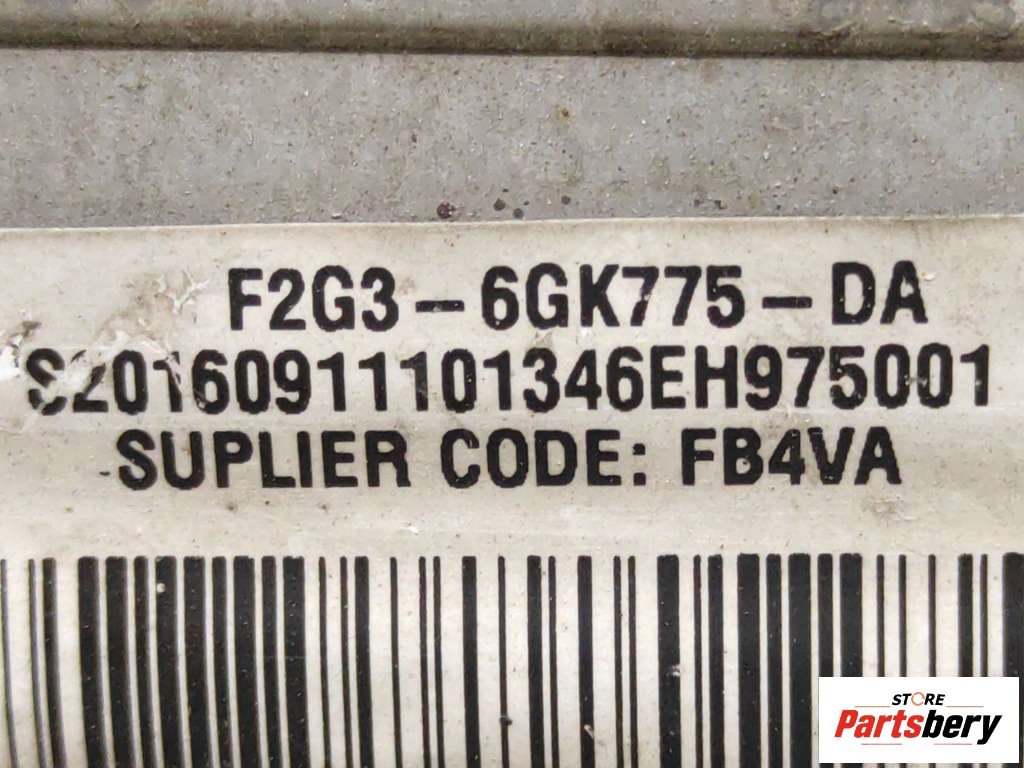 F2G3-6GK775-DA
S20160911101346EH975001
SUPLIER CODE: FB4VA
STORE
Partsbery